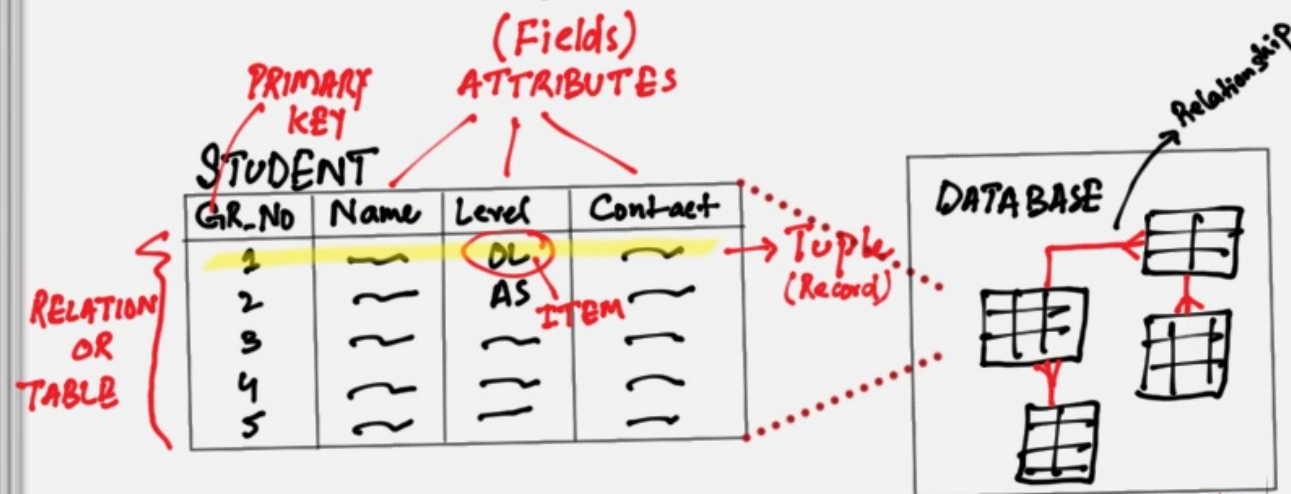 (Fields)
ATTRIBUTES
PRIMARY
KEY
STUDENT
GR_No Name Level Contact
1 OL
2 AS
3
4
5
ITEM
Tuple
(Record)
RELATION
OR
TABLE
DATABASE
Relationship